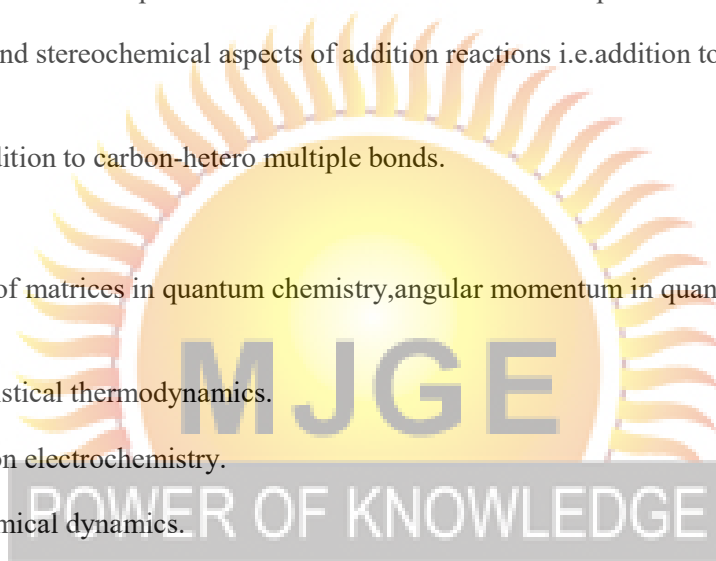 nd stereochemical aspects of addition reactions i.e.addition to
dition to carbon-hetero multiple bonds.
of matrices in quantum chemistry,angular momentum in quan
MJGE
istical thermodynamics.
on electrochemistry.
POWER OF KNOWLEDGE
mical dynamics.